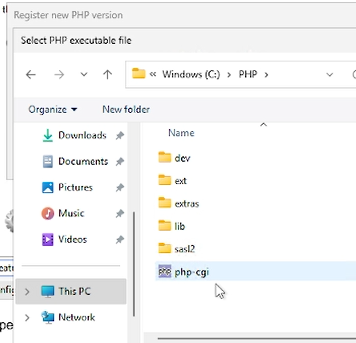 Register new PHP version
Select PHP executable file
« Windows (C:) › PHP ›
Organize
New folder
Downloads
Documents
Pictures
Music
Videos
This PC
Network
Name
dev
ext
extras
lib
sasl2
php-cgi